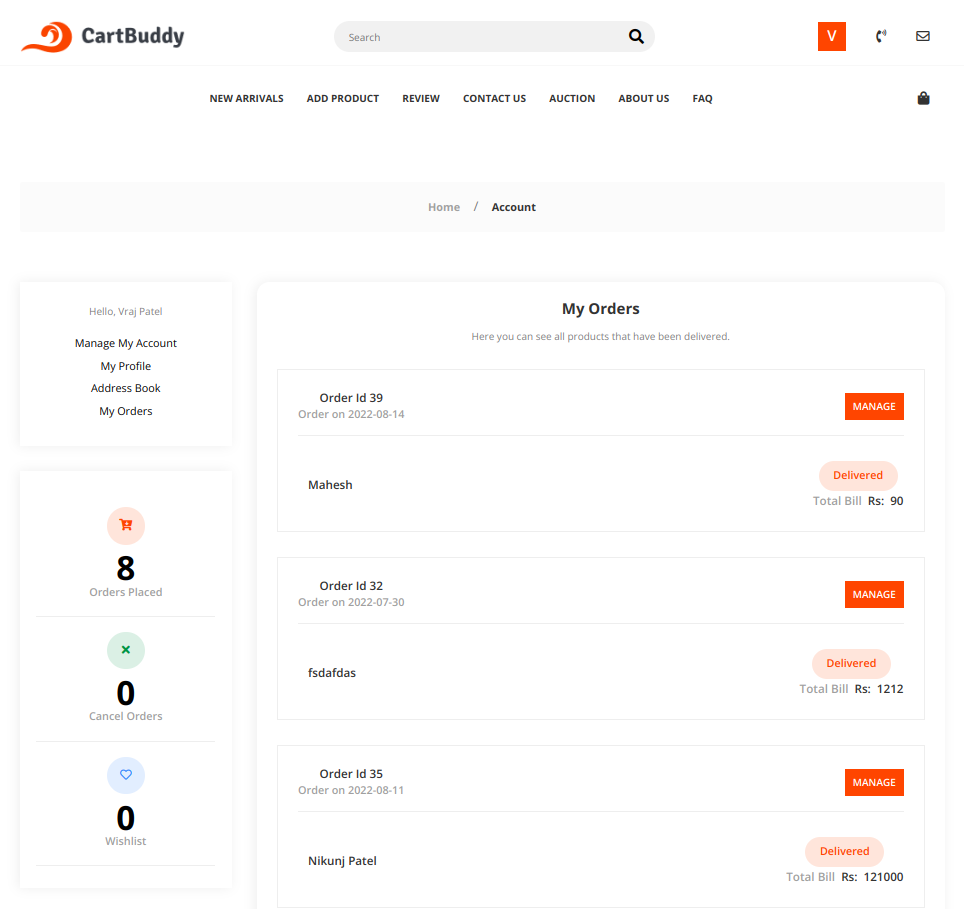 CartBuddy
Search
V
NEW ARRIVALS ADD PRODUCT REVIEW CONTACT US AUCTION ABOUT US FAQ
Home / Account
Hello, Vraj Patel
Manage My Account
My Profile
Address Book
My Orders
8
Orders Placed
0
Cancel Orders
0
Wishlist
My Orders
Here you can see all products that have been delivered.
Order Id 39
Order on 2022-08-14
MANAGE
Mahesh
Delivered
Total Bill Rs: 90
Order Id 32
Order on 2022-07-30
MANAGE
fsdafdas
Delivered
Total Bill Rs: 1212
Order Id 35
Order on 2022-08-11
MANAGE
Nikunj Patel
Delivered
Total Bill Rs: 121000